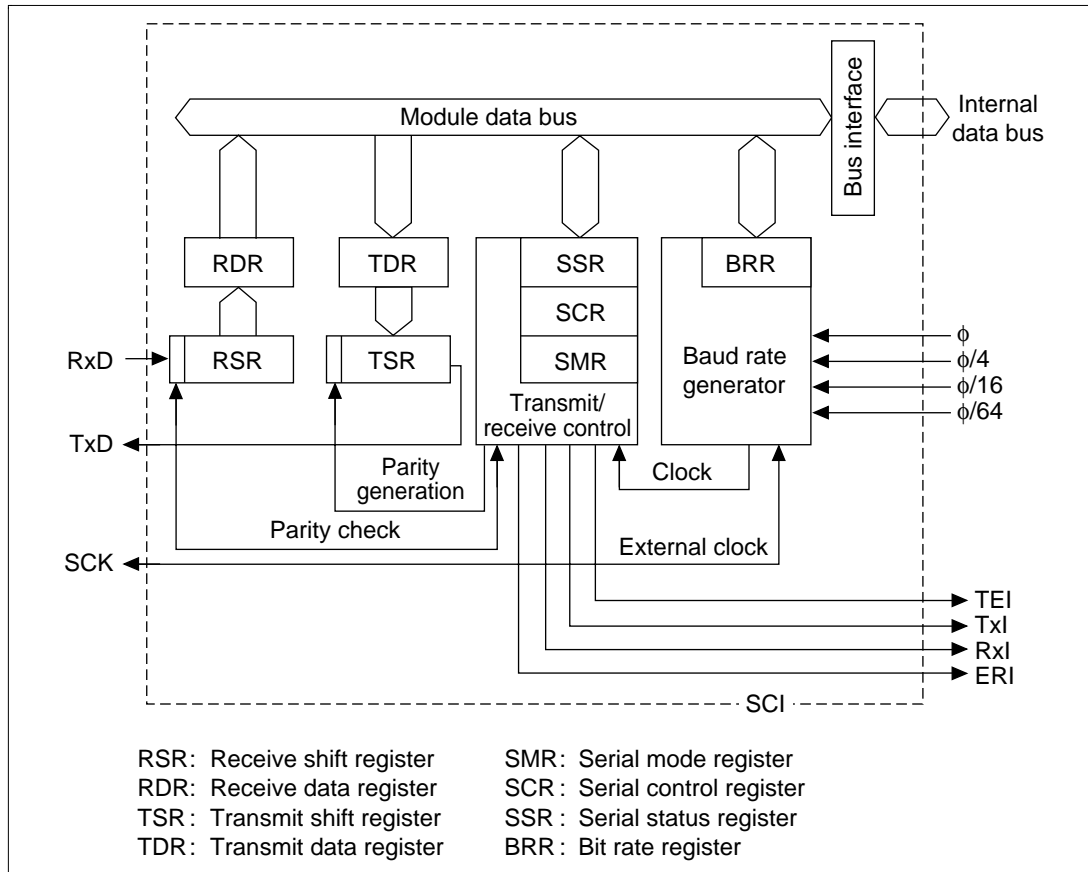 Module data bus
Bus interface
Internal
data bus
RDR
TDR
SSR
BRR
SCR
RxD
RSR
TSR
SMR
Baud rate
generator
ϕ
ϕ/4
ϕ/16
ϕ/64
Transmit/
receive control
TxD
Parity
generation
Clock
Parity check
External clock
SCK
TEI
TxI
RxI
ERI
SCI
RSR: Receive shift register
RDR: Receive data register
TSR: Transmit shift register
TDR: Transmit data register
SMR: Serial mode register
SCR: Serial control register
SSR: Serial status register
BRR: Bit rate register